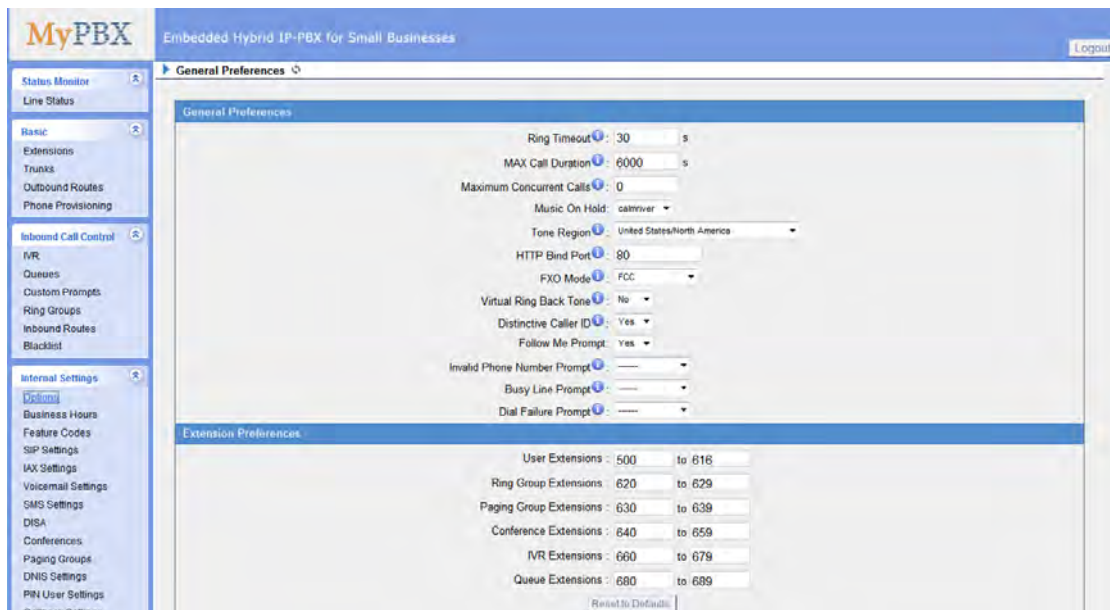 MyPBX
Embedded Hybrid IP-PBX for Small Businesses
Logout
Status Monitor
Line Status
Basic
Extensions
Trunks
Outbound Routes
Phone Provisioning
Inbound Call Control
IVR
Queues
Custom Prompts
Ring Groups
Inbound Routes
Blacklist
Internal Settings
Options
Business Hours
Feature Codes
SIP Settings
IAX Settings
Voicemail Settings
SMS Settings
DISA
Conferences
Paging Groups
DNIS Settings
PIN User Settings
General Preferences
General Preferences
Ring Timeout : 30 s
MAX Call Duration : 6000 s
Maximum Concurrent Calls : 0
Music On Hold: calmriver
Tone Region : United States/North America
HTTP Bind Port : 80
FXO Mode : FCC
Virtual Ring Back Tone : No
Distinctive Caller ID : Yes
Follow Me Prompt: Yes
Invalid Phone Number Prompt : ------
Busy Line Prompt : ------
Dial Failure Prompt : ------
Extension Preferences
User Extensions : 500 to 616
Ring Group Extensions : 620 to 629
Paging Group Extensions : 630 to 639
Conference Extensions : 640 to 659
IVR Extensions : 660 to 679
Queue Extensions : 680 to 689
Reset to Defaults